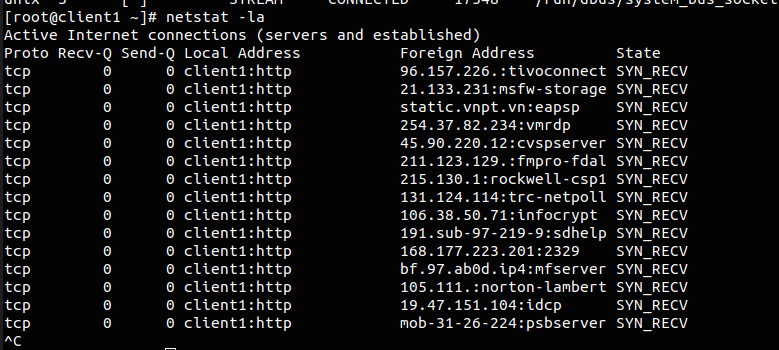 unix 3 [ ] STREAM CONNECTED 17348 /run/dbus/system_bus_socket
[root@client1 ~]# netstat -la
Active Internet connections (servers and established)
Proto Recv-Q Send-Q Local Address Foreign Address State
tcp 0 0 client1:http 96.157.226.:tivoconnect SYN_RECV
tcp 0 0 client1:http 21.133.231:msfw-storage SYN_RECV
tcp 0 0 client1:http static.vnpt.vn:eapsp SYN_RECV
tcp 0 0 client1:http 254.37.82.234:vmrdp SYN_RECV
tcp 0 0 client1:http 45.90.220.12:cvspserver SYN_RECV
tcp 0 0 client1:http 211.123.129.:fmpro-fdal SYN_RECV
tcp 0 0 client1:http 215.130.1:rockwell-csp1 SYN_RECV
tcp 0 0 client1:http 131.124.114:trc-netpoll SYN_RECV
tcp 0 0 client1:http 106.38.50.71:infocrypt SYN_RECV
tcp 0 0 client1:http 191.sub-97-219-9:sdhelp SYN_RECV
tcp 0 0 client1:http 168.177.223.201:2329 SYN_RECV
tcp 0 0 client1:http bf.97.ab0d.ip4:mfserver SYN_RECV
tcp 0 0 client1:http 105.111.:norton-lambert SYN_RECV
tcp 0 0 client1:http 19.47.151.104:idcp SYN_RECV
tcp 0 0 client1:http mob-31-26-224:psbserver SYN_RECV
^C